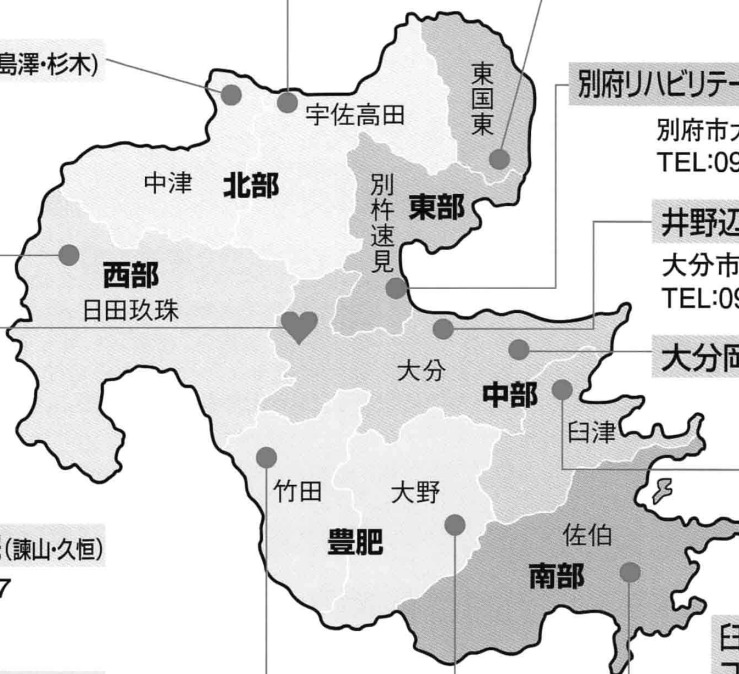 島澤・杉木)
東国東
宇佐高田
別府リハビリテー
別府市大
TEL:09
中津
北部
別杵速見
東部
井野辺
大分市
TEL:09
西部
日田玖珠
大分岡
大分
中部
臼津
竹田
大野
豊肥
佐伯
南部
(諫山・久恒)
7
臼